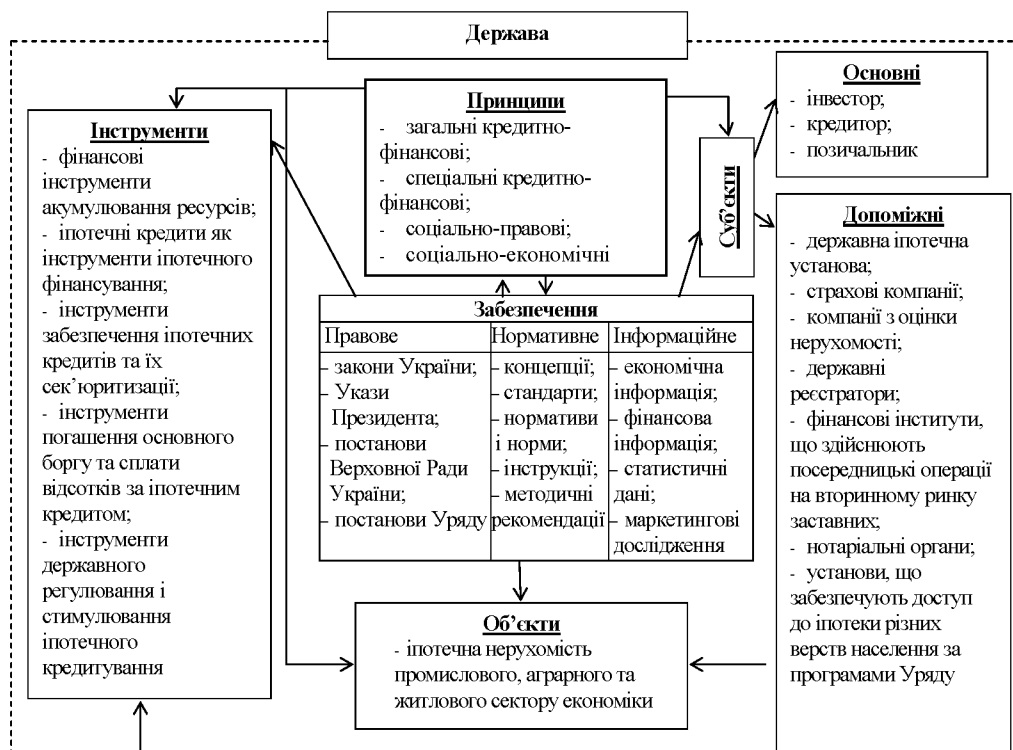 Держава
Інструменти
- фінансові
інструменти
акумулювання ресурсів;
- іпотечні кредити як
інструменти іпотечного
фінансування;
- інструменти
забезпечення іпотечних
кредитів та їх
сек’юритизації;
- інструменти
погашення основного
боргу та сплати
відсотків за іпотечним
кредитом;
- інструменти
державного
регулювання і
стимулювання
іпотечного
кредитування
Принципи
- загальні кредитно-
фінансові;
- спеціальні кредитно-
фінансові;
- соціально-правові;
- соціально-економічні
Суб’єкти
Основні
- інвестор;
- кредитор;
- позичальник
Допоміжні
- державна іпотечна
установа;
- страхові компанії;
- компанії з оцінки
нерухомості;
- державні
реєстратори;
- фінансові інститути,
що здійснюють
посередницькі операції
на вторинному ринку
заставних;
- нотаріальні органи;
- установи, що
забезпечують доступ
до іпотеки різних
верств населення за
програмами Уряду
Забезпечення
Правове
– закони України;
– Укази
Президента;
– постанови
Верховної Ради
України;
– постанови Уряду
Нормативне
– концепції;
– стандарти;
– нормативи
і норми;
– інструкції;
– методичні
рекомендації
Інформаційне
– економічна
інформація;
– фінансова
інформація;
– статистичні
дані;
– маркетингові
дослідження
Об’єкти
- іпотечна нерухомість
промислового, аграрного та
житлового сектору економіки